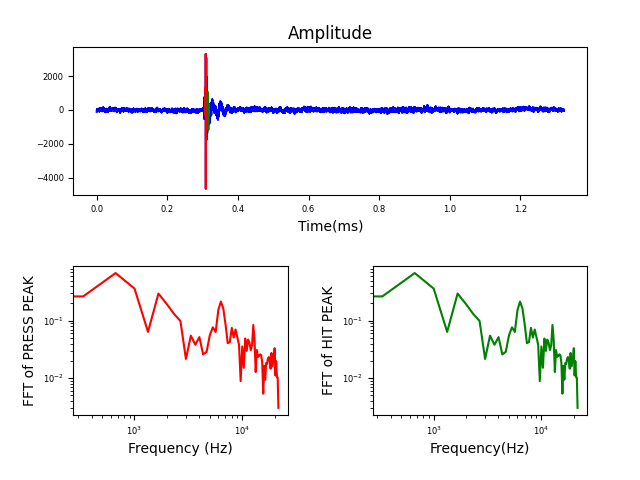 Amplitude
2000
0
−2000
−4000
0.0 0.2 0.4 0.6 0.8 1.0 1.2
Time(ms)
FFT of PRESS PEAK
10⁻¹
10⁻²
10³ 10⁴
Frequency (Hz)
FFT of HIT PEAK
10⁻¹
10⁻²
10³ 10⁴
Frequency(Hz)